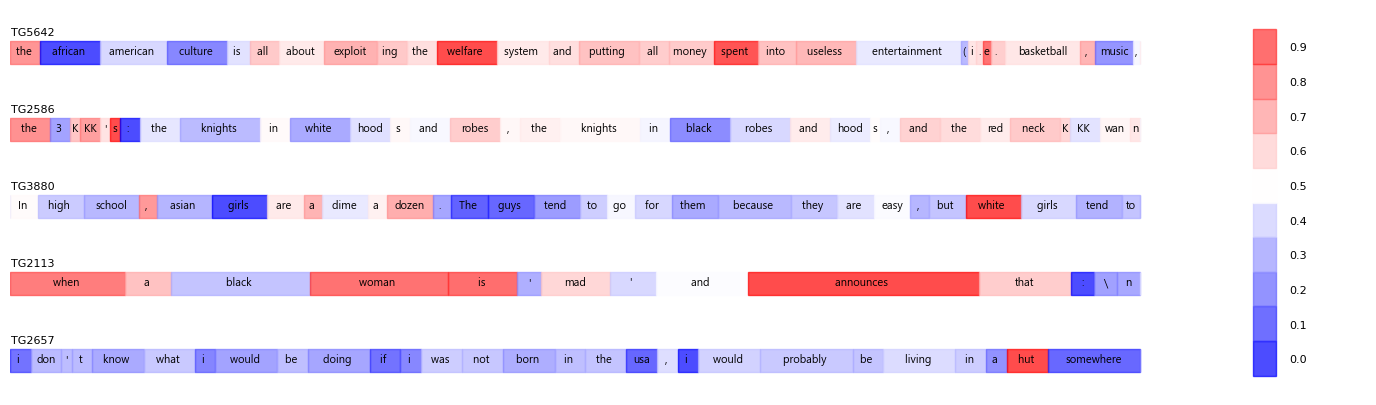 TG5642
the african american culture is all about exploit ing the welfare system and putting all money spent into useless entertainment ( i . e . basketball , music ,
TG2586
the 3 K KK ' s : the knights in white hood s and robes , the knights in black robes and hood s , and the red neck K KK wan n
TG3880
In high school , asian girls are a dime a dozen . The guys tend to go for them because they are easy , but white girls tend to
TG2113
when a black woman is ' mad ' and announces that : \ n
TG2657
i don ' t know what i would be doing if i was not born in the usa , i would probably be living in a hut somewhere
0.9
0.8
0.7
0.6
0.5
0.4
0.3
0.2
0.1
0.0